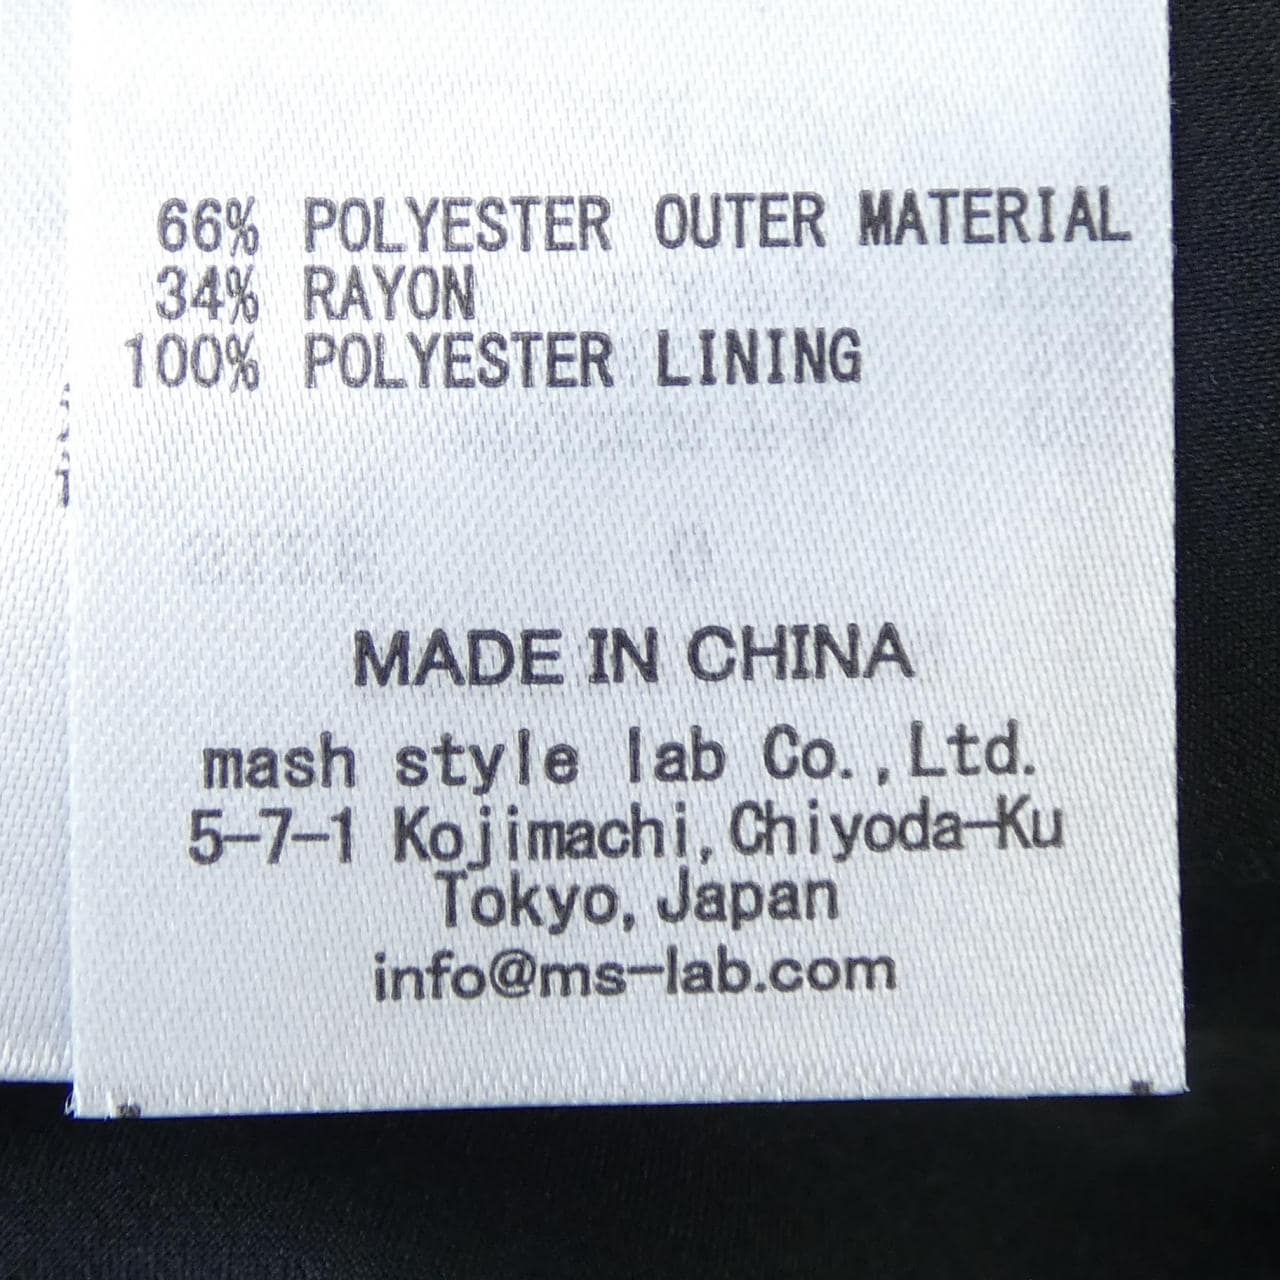 66% POLYESTER OUTER MATERIAL
34% RAYON
100% POLYESTER LINING
MADE IN CHINA
mash style lab Co.,Ltd.
5-7-1 Kojimachi,Chiyoda-Ku
Tokyo,Japan
info@ms-lab.com